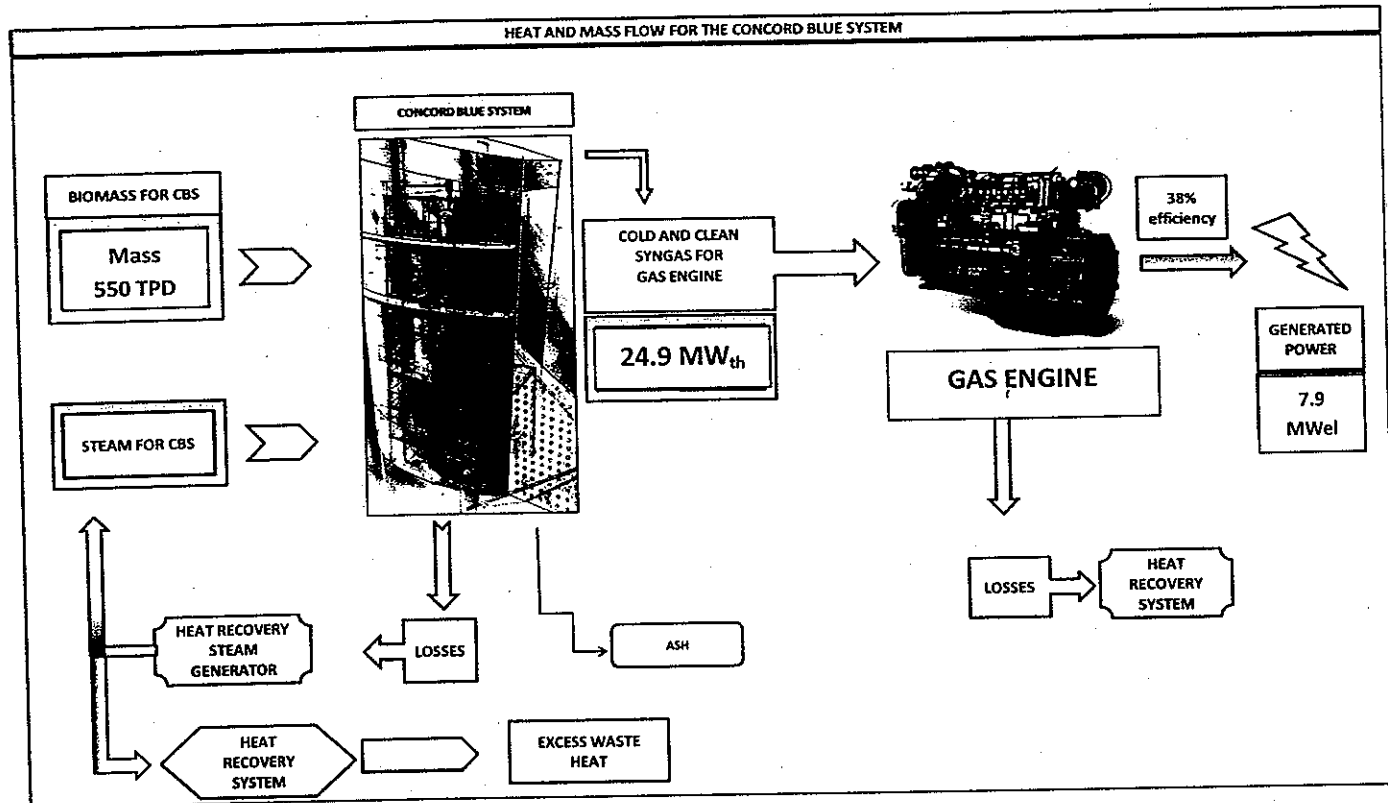 HEAT AND MASS FLOW FOR THE CONCORD BLUE SYSTEM
CONCORD BLUE SYSTEM
BIOMASS FOR CBS
Mass
550 TPD
STEAM FOR CBS
COLD AND CLEAN
SYNGAS FOR
GAS ENGINE
24.9 MWth
38%
efficiency
GAS ENGINE
GENERATED
POWER
7.9
MWel
LOSSES
HEAT
RECOVERY
SYSTEM
HEAT RECOVERY
STEAM
GENERATOR
LOSSES
ASH
HEAT
RECOVERY
SYSTEM
EXCESS WASTE
HEAT